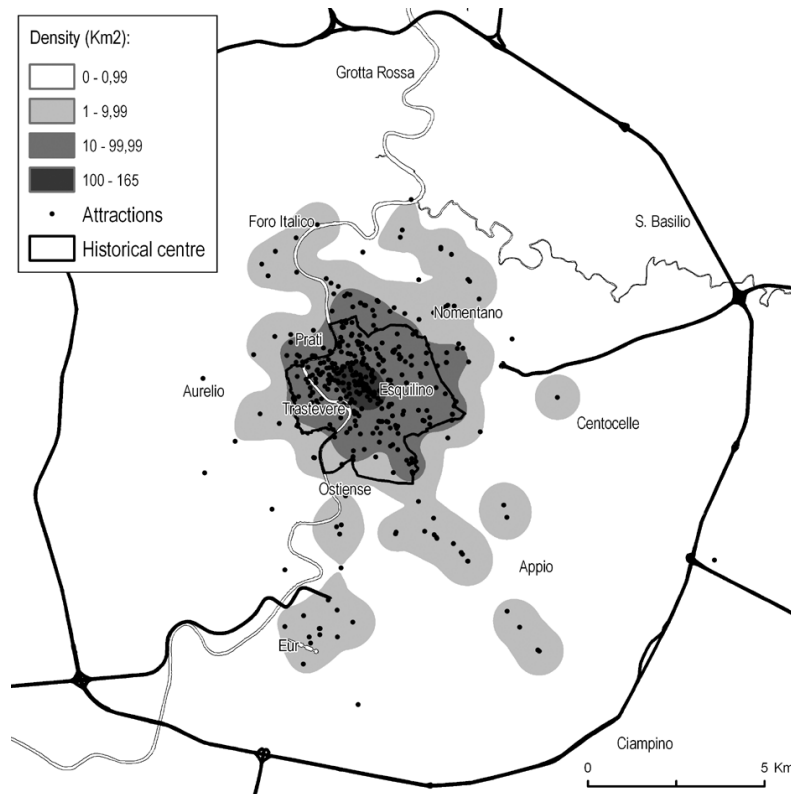 Density (Km2):
0 - 0,99
1 - 9,99
10 - 99,99
100 - 165
Attractions
Historical centre
Grotta Rossa
Foro Italico
S. Basilio
Nomentano
Prati
Aurelio
Esquilino
Trastevere
Centocelle
Ostiense
Appio
Eur
Ciampino
0 5 Km